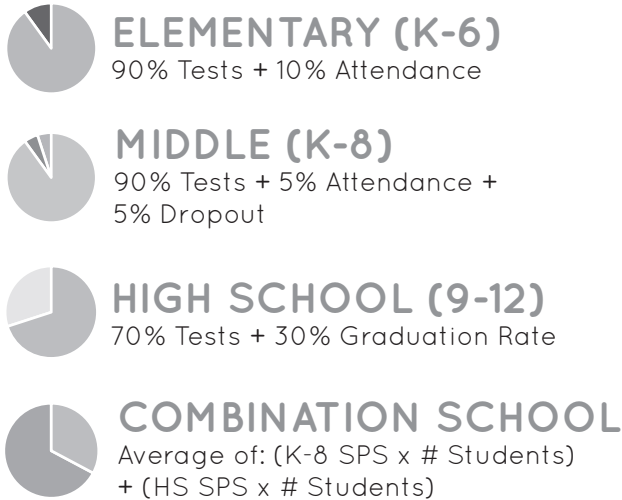 ELEMENTARY (K-6)
90% Tests + 10% Attendance
MIDDLE (K-8)
90% Tests + 5% Attendance +
5% Dropout
HIGH SCHOOL (9-12)
70% Tests + 30% Graduation Rate
COMBINATION SCHOOL
Average of: (K-8 SPS x # Students)
+ (HS SPS x # Students)